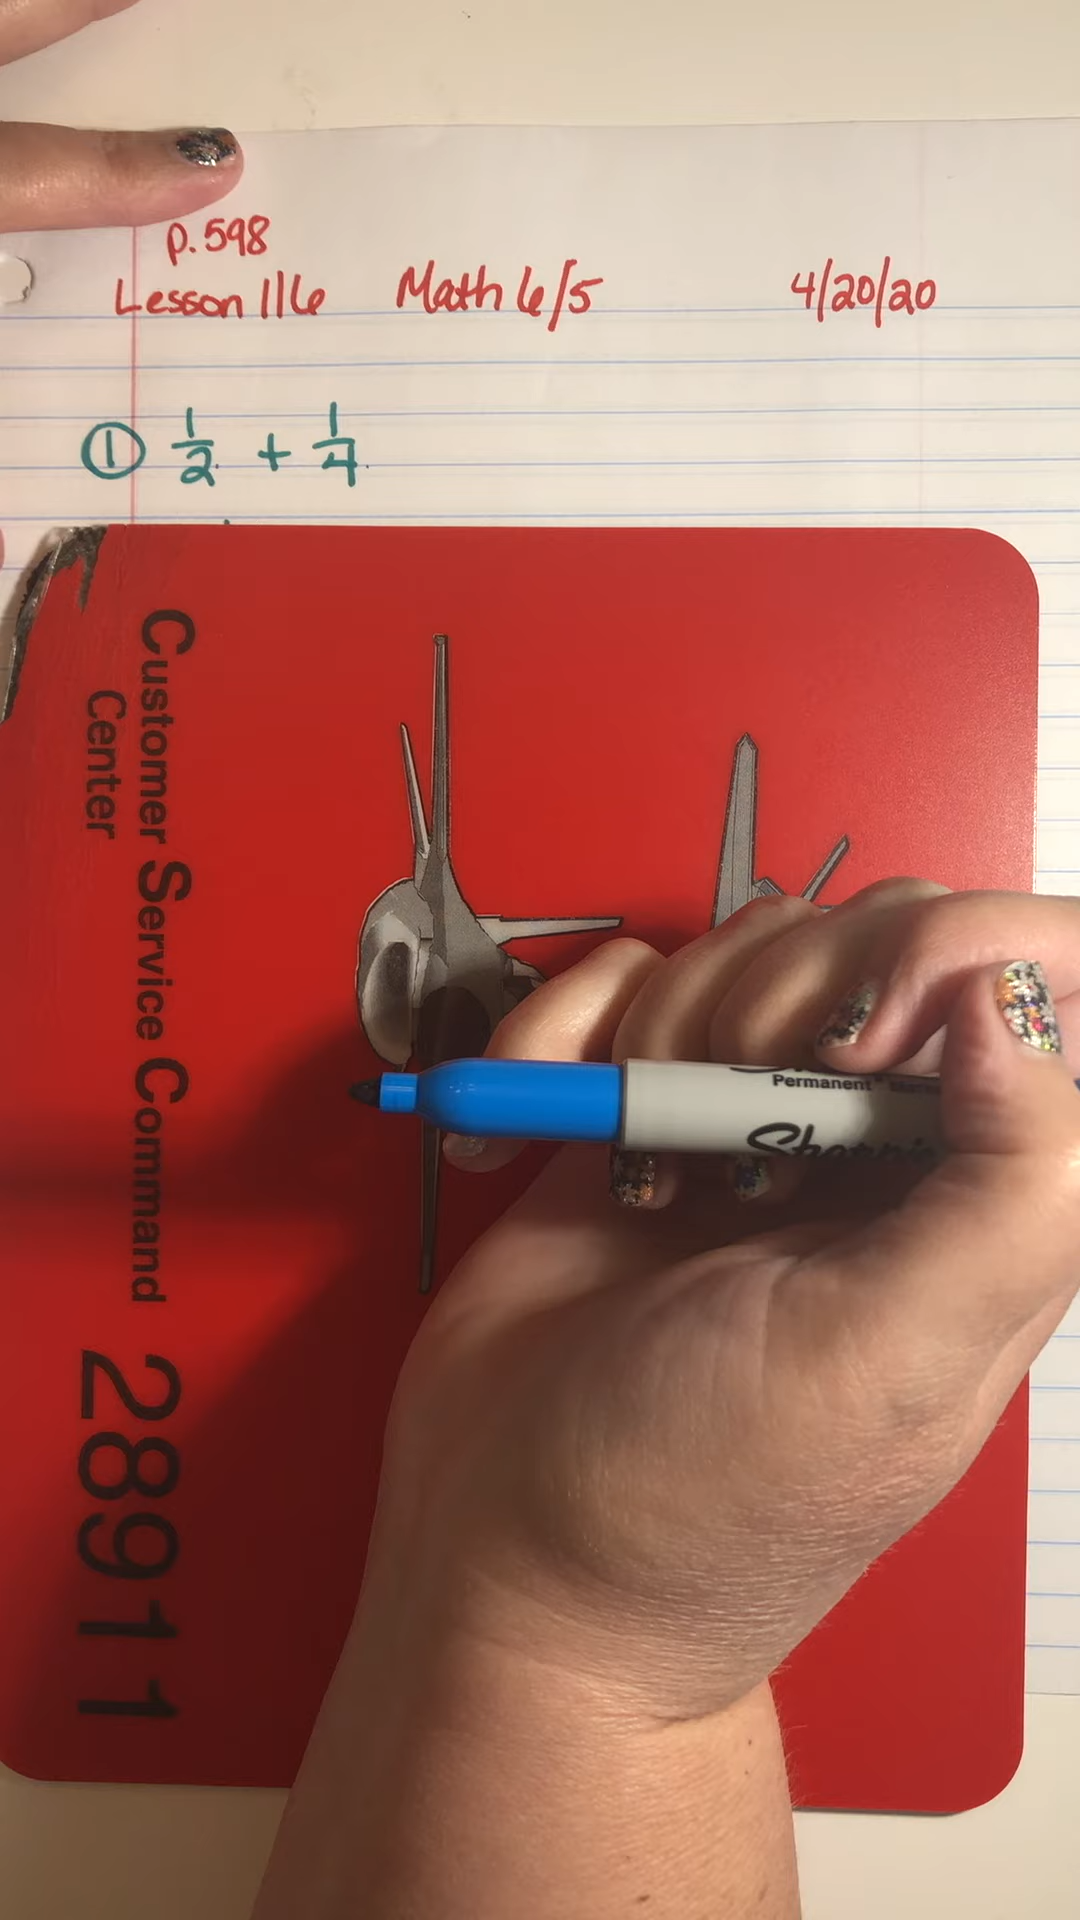 p.598
Lesson 116 Math 6/5 4/20/20
① 1/2 + 1/4
Customer Service Command
Center
28911
Permanent
Sharpie